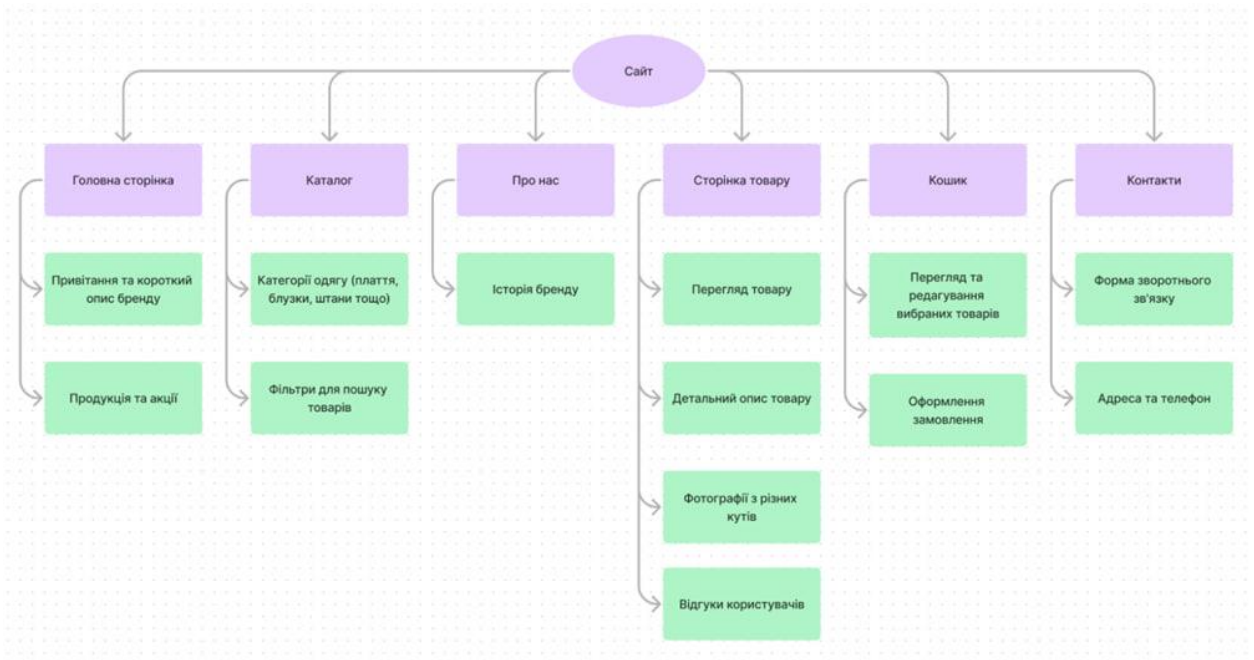 Сайт
Головна сторінка
Каталог
Про нас
Сторінка товару
Кошик
Контакти
Привітання та короткий
опис бренду
Категорії одягу (плаття,
блузки, штани тощо)
Історія бренду
Перегляд товару
Перегляд та
редагування
вибраних товарів
Форма зворотнього
зв'язку
Продукція та акції
Фільтри для пошуку
товарів
Детальний опис товару
Оформлення
замовлення
Адреса та телефон
Фотографії з різних
кутів
Відгуки користувачів